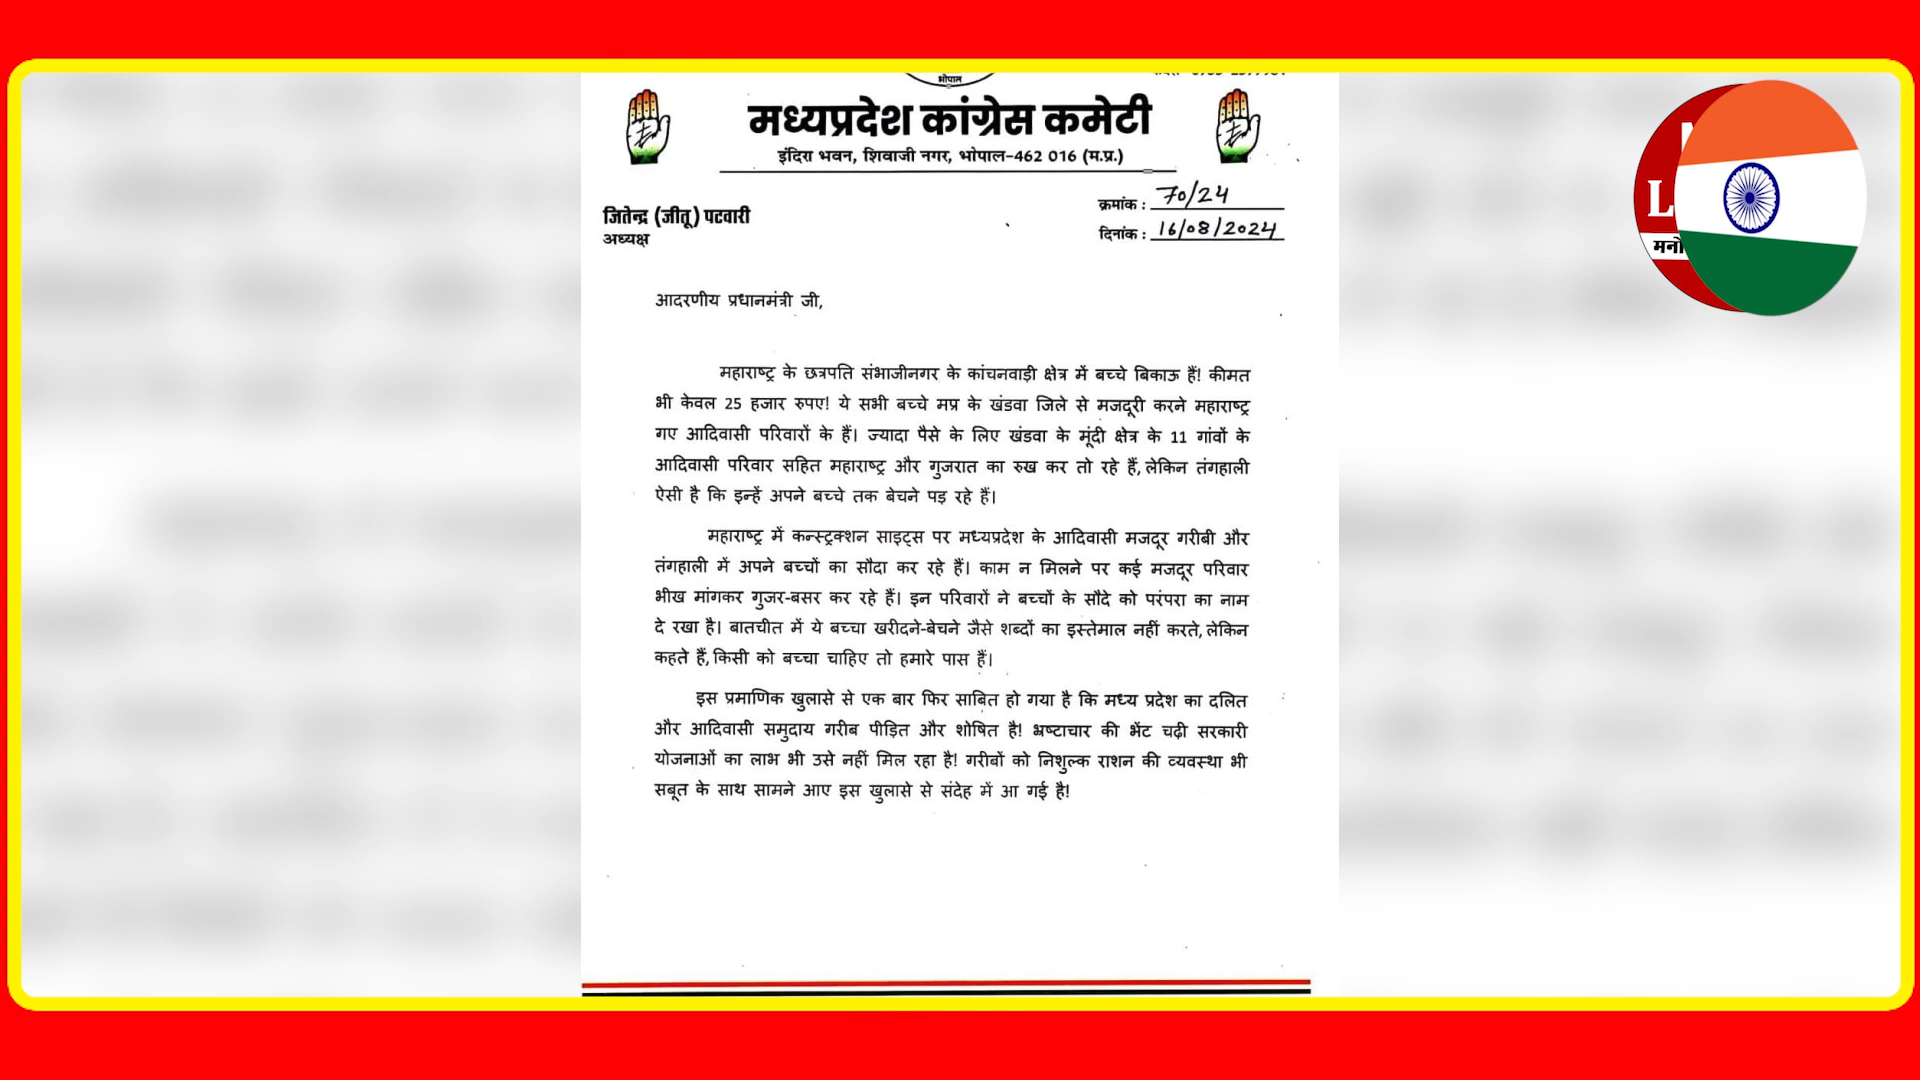 भोपाल
मध्यप्रदेश कांग्रेस कमेटी
इंदिरा भवन, शिवाजी नगर, भोपाल-462 016 (म.प्र.)
जितेन्द्र (जीतू) पटवारी
अध्यक्ष
क्रमांक : 70/24
दिनांक : 16/08/2024
आदरणीय प्रधानमंत्री जी,
महाराष्ट्र के छत्रपति संभाजीनगर के कांचनवाड़ी क्षेत्र में बच्चे बिकाऊ हैं! कीमत
भी केवल 25 हजार रुपए! ये सभी बच्चे मप्र के खंडवा जिले से मजदूरी करने महाराष्ट्र
गए आदिवासी परिवारों के हैं। ज्यादा पैसे के लिए खंडवा के मूंदी क्षेत्र के 11 गांवों के
आदिवासी परिवार सहित महाराष्ट्र और गुजरात का रुख कर तो रहे हैं, लेकिन तंगहाली
ऐसी है कि इन्हें अपने बच्चे तक बेचने पड़ रहे हैं।
महाराष्ट्र में कन्स्ट्रक्शन साइट्स पर मध्यप्रदेश के आदिवासी मजदूर गरीबी और
तंगहाली में अपने बच्चों का सौदा कर रहे हैं। काम न मिलने पर कई मजदूर परिवार
भीख मांगकर गुजर-बसर कर रहे हैं। इन परिवारों ने बच्चों के सौदे को परंपरा का नाम
दे रखा है। बातचीत में ये बच्चा खरीदने-बेचने जैसे शब्दों का इस्तेमाल नहीं करते, लेकिन
कहते हैं, किसी को बच्चा चाहिए तो हमारे पास हैं।
इस प्रमाणिक खुलासे से एक बार फिर साबित हो गया है कि मध्य प्रदेश का दलित
और आदिवासी समुदाय गरीब पीड़ित और शोषित है! भ्रष्टाचार की भेंट चढ़ी सरकारी
योजनाओं का लाभ भी उसे नहीं मिल रहा है! गरीबों को निशुल्क राशन की व्यवस्था भी
सबूत के साथ सामने आए इस खुलासे से संदेह में आ गई है!
L
मनो